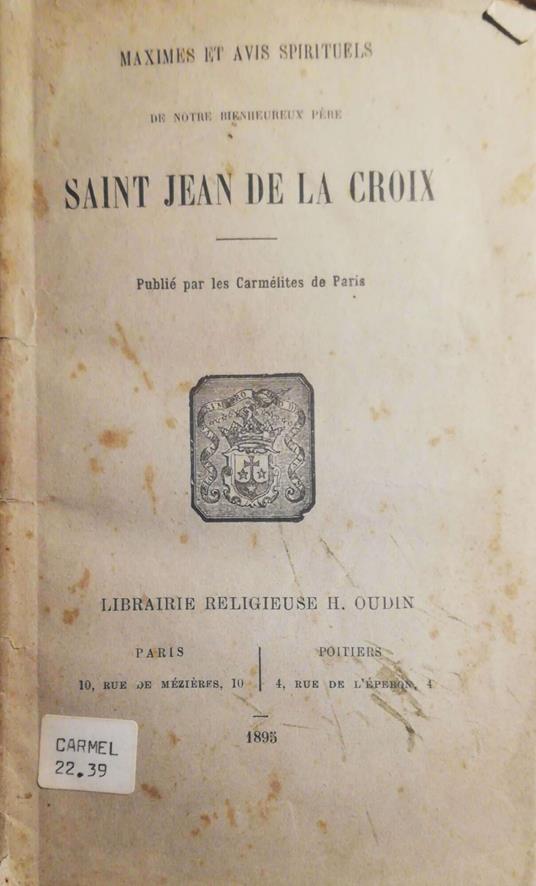 MAXIMES ET AVIS SPIRITUELS
DE NOTRE BIENHEUREUX PÈRE
SAINT JEAN DE LA CROIX
Publié par les Carmélites de Paris
LIBRAIRIE RELIGIEUSE H. OUDIN
PARIS
10, RUE DE MÉZIÈRES, 10
POITIERS
4, RUE DE L'ÉPERON, 4
1895
CARMEL
22.39